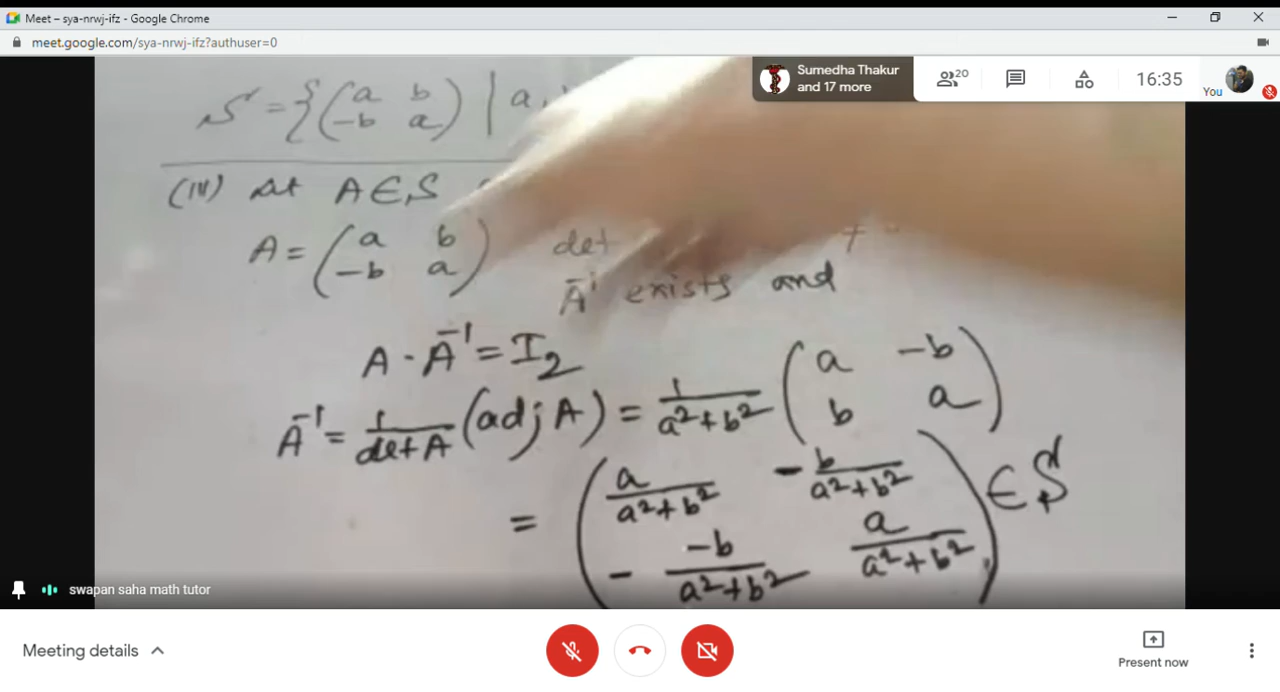 Meet – sya-nrwj-ifz - Google Chrome
meet.google.com/sya-nrwj-ifz?authuser=0
Sumedha Thakur
and 17 more
20
16:35
You
S = {(a b
-b a) | a,
(IV) Let A ∈ S
A = (a b
-b a) det
A⁻¹ exists and
A · A⁻¹ = I₂
A⁻¹ = 1/det A (adj A) = 1/a²+b² (a -b
b a)
= (a/a²+b² -b/a²+b²
- -b/a²+b² a/a²+b²) ∈ S
swapan saha math tutor
Meeting details
Present now